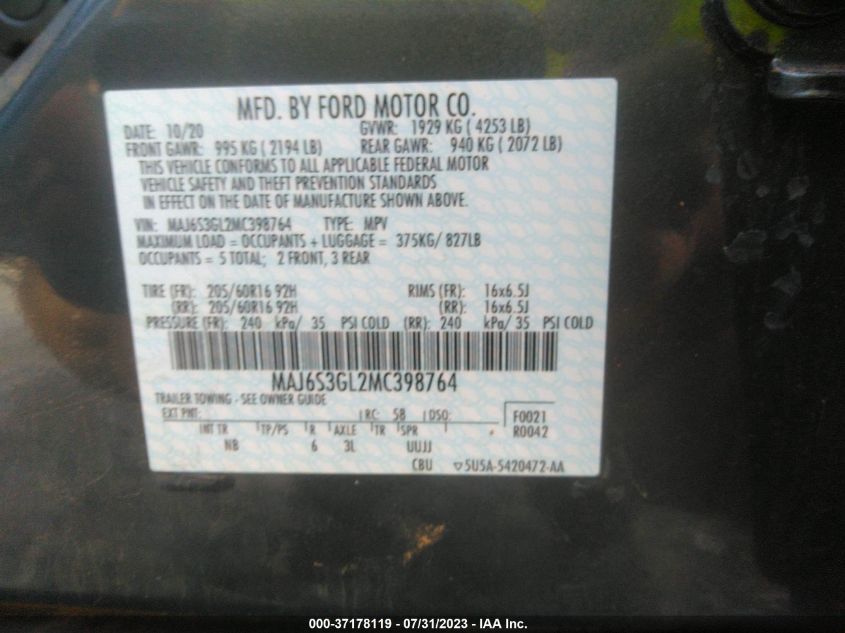 MFD. BY FORD MOTOR CO.
DATE: 10/20 GVWR: 1929 KG ( 4253 LB)
FRONT GAWR: 995 KG ( 2194 LB) REAR GAWR: 940 KG ( 2072 LB)
THIS VEHICLE CONFORMS TO ALL APPLICABLE FEDERAL MOTOR
VEHICLE SAFETY AND THEFT PREVENTION STANDARDS
IN EFFECT ON THE DATE OF MANUFACTURE SHOWN ABOVE.
VIN: MAJ6S3GL2MC398764 TYPE: MPV
MAXIMUM LOAD = OCCUPANTS + LUGGAGE = 375KG/ 827LB
OCCUPANTS = 5 TOTAL; 2 FRONT, 3 REAR
TIRE (FR): 205/60R16 92H RIMS (FR): 16x6.5J
(RR): 205/60R16 92H (RR): 16x6.5J
PRESSURE (FR): 240 kPa/ 35 PSI COLD (RR): 240 kPa/ 35 PSI COLD
MAJ6S3GL2MC398764
TRAILER TOWING - SEE OWNER GUIDE
EXT PNT: RC: 58 DSO: F0021
INT TR TP/PS R AXLE TR SPR R0042
NB 6 3L UUJJ
CBU ▽5U5A-5420472-AA
000-37178119 - 07/31/2023 - IAA Inc.